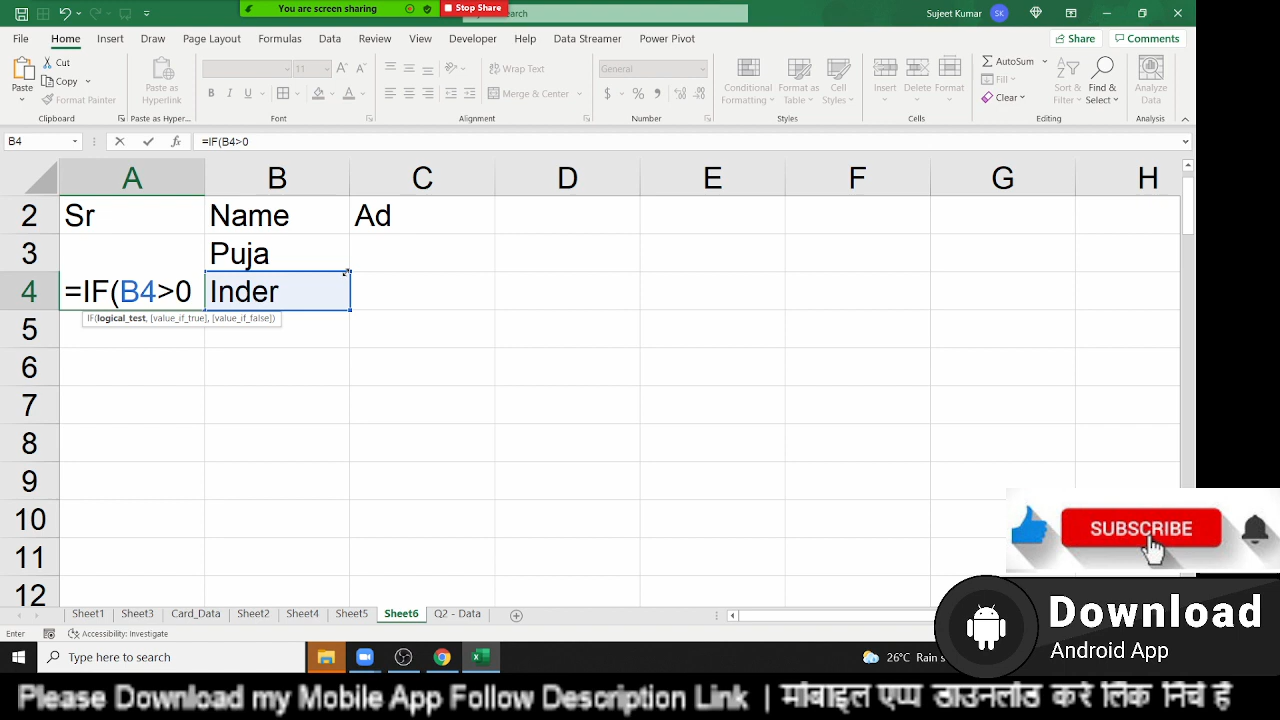 You are screen sharing
Stop Share
Search
Sujeet Kumar
SK
File Home Insert Draw Page Layout Formulas Data Review View Developer Help Data Streamer Power Pivot
Share Comments
Paste
Cut
Copy
Format Painter
Clipboard
Paste as Hyperlink
Paste as Hyper...
11
B I U
Font
Wrap Text
Merge & Center
Alignment
General
Number
Conditional Formatting
Format as Table
Cell Styles
Styles
Insert Delete Format
Cells
AutoSum
Fill
Clear
Sort & Filter
Find & Select
Editing
Analyze Data
Analysis
B4
fx
=IF(B4>0
A B C D E F G H
2 Sr Name Ad
3 Puja
4 =IF(B4>0 Inder
IF(logical_test, [value_if_true], [value_if_false])
5
6
7
8
9
10
11
12
SUBSCRIBE
Download
Android App
Sheet1 Sheet3 Card_Data Sheet2 Sheet4 Sheet5 Sheet6 Q2 - Data
Enter
Accessibility: Investigate
Type here to search
26°C Rain s
Please Download my Mobile App Follow Description Link | मोबाइल एप्प डाउनलोड करे लिंक निचे है